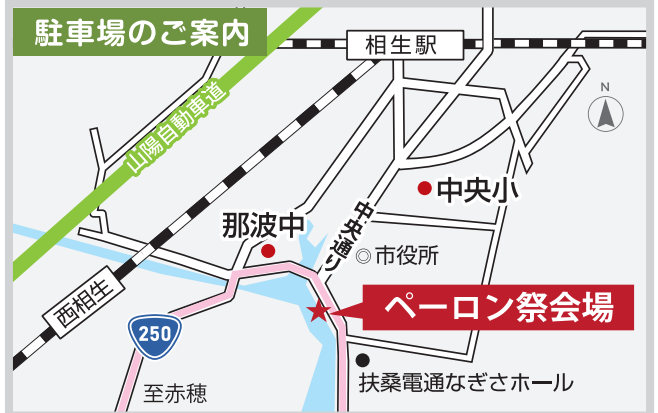 駐車場のご案内
相生駅
N
山陽自動車道
中央小
中央通り
那波中
市役所
西相生
ペーロン祭会場
250
扶桑電通なぎさホール
至赤穂